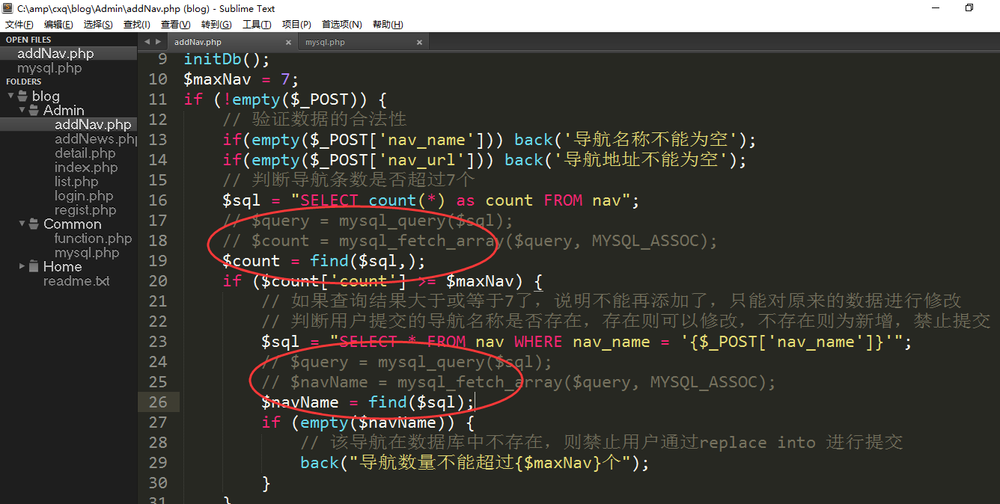 C:\amp\cxq\blog\Admin\addNav.php (blog) - Sublime Text
文件(F) 编辑(E) 选择(S) 查找(I) 查看(V) 转到(G) 工具(T) 项目(P) 首选项(N) 帮助(H)
OPEN FILES
addNav.php
mysql.php
FOLDERS
blog
Admin
addNav.php
addNews.php
detail.php
index.php
list.php
login.php
regist.php
Common
function.php
mysql.php
Home
readme.txt
addNav.php × mysql.php ×
9 initDb();
10 $maxNav = 7;
11 if (!empty($_POST)) {
12 // 验证数据的合法性
13 if(empty($_POST['nav_name'])) back('导航名称不能为空');
14 if(empty($_POST['nav_url'])) back('导航地址不能为空');
15 // 判断导航条数是否超过7个
16 $sql = "SELECT count(*) as count FROM nav";
17 // $query = mysql_query($sql);
18 // $count = mysql_fetch_array($query, MYSQL_ASSOC);
19 $count = find($sql,);
20 if ($count['count'] >= $maxNav) {
21 // 如果查询结果大于或等于7了，说明不能再添加了，只能对原来的数据进行修改
22 // 判断用户提交的导航名称是否存在，存在则可以修改，不存在则为新增，禁止提交
23 $sql = "SELECT * FROM nav WHERE nav_name = '{$_POST['nav_name']}'";
24 // $query = mysql_query($sql);
25 // $navName = mysql_fetch_array($query, MYSQL_ASSOC);
26 $navName = find($sql);
27 if (empty($navName)) {
28 // 该导航在数据库中不存在，则禁止用户通过replace into 进行提交
29 back("导航数量不能超过{$maxNav}个");
30 }
31 }